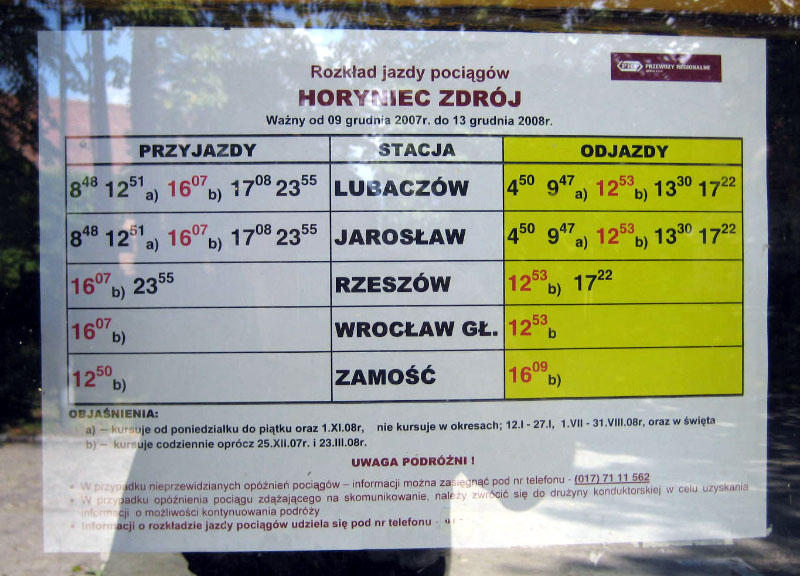 Rozkład jazdy pociągów
PRZEWOZY REGIONALNE
HORYNIEC ZDRÓJ
Ważny od 09 grudnia 2007r. do 13 grudnia 2008r.
PRZYJAZDY STACJA ODJAZDY
8⁴⁸ 12⁵¹ a) 16⁰⁷ b) 17⁰⁸ 23⁵⁵ LUBACZÓW 4⁵⁰ 9⁴⁷ a) 12⁵³ b) 13³⁰ 17²²
8⁴⁸ 12⁵¹ a) 16⁰⁷ b) 17⁰⁸ 23⁵⁵ JAROSŁAW 4⁵⁰ 9⁴⁷ a) 12⁵³ b) 13³⁰ 17²²
16⁰⁷ b) 23⁵⁵ RZESZÓW 12⁵³ b) 17²²
16⁰⁷ b) WROCŁAW GŁ. 12⁵³ b
12⁵⁰ b) ZAMOŚĆ 16⁰⁹ b)
OBJAŚNIENIA:
a) – kursuje od poniedziałku do piątku oraz 1.XI.08r, nie kursuje w okresach; 12.I - 27.I, 1.VII - 31.VIII.08r, oraz w święta
b) – kursuje codziennie oprócz 25.XII.07r. i 23.III.08r.
UWAGA PODRÓŻNI !
• W przypadku nieprzewidzianych opóźnień pociągów – informacji można zasięgnąć pod nr telefonu - (017) 71 11 562
• W przypadku opóźnienia pociągu zdążającego na skomunikowanie, należy zwrócić się do drużyny konduktorskiej w celu uzyskania
informacji o możliwości kontynuowania podróży
• Informacji o rozkładzie jazdy pociągów udziela się pod nr telefonu -